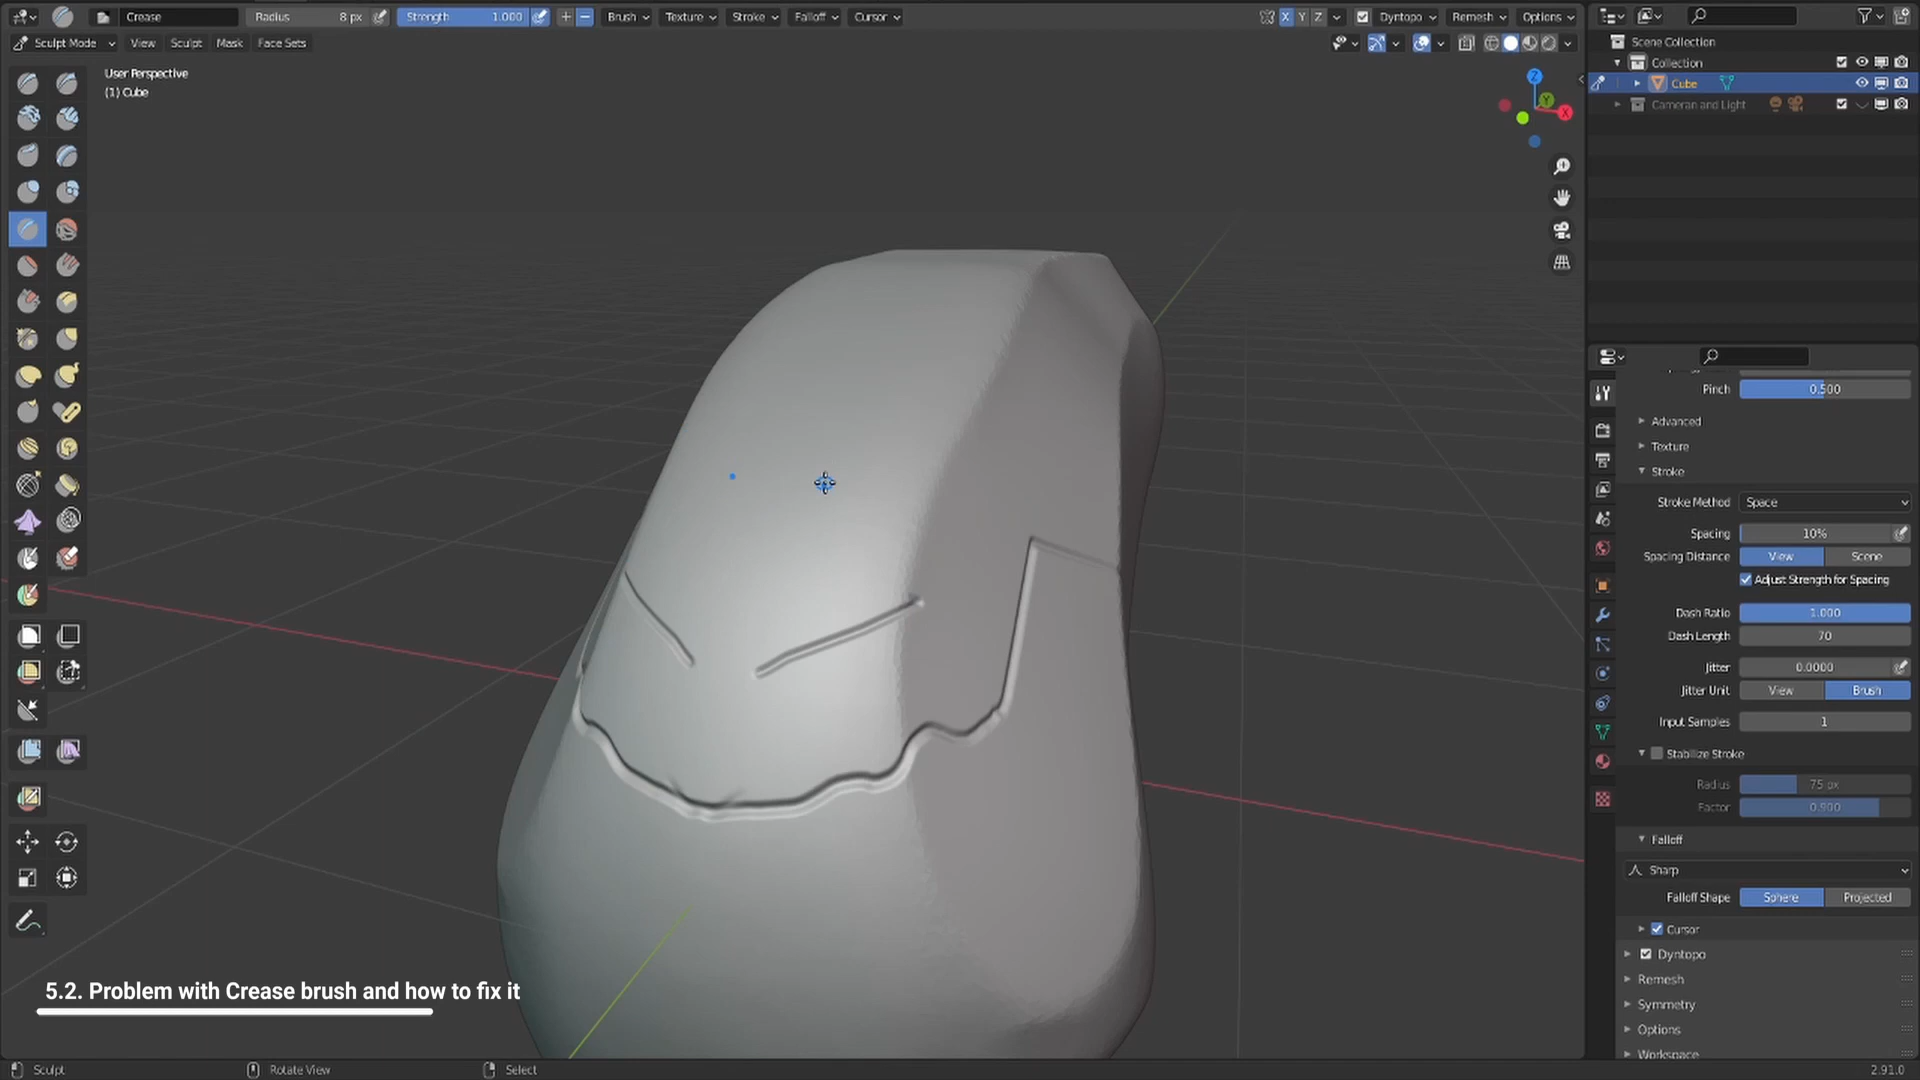 Crease
Radius 8 px
Strength 1.000
Brush
Texture
Stroke
Falloff
Cursor
X Y Z
Dyntopo
Remesh
Options
Sculpt Mode
View
Sculpt
Mask
Face Sets
User Perspective
(1) Cube
Z
Y
X
Scene Collection
Collection
Cube
Cameran and Light
Pinch 0.500
Advanced
Texture
Stroke
Stroke Method Space
Spacing 10%
Spacing Distance View Scene
Adjust Strength for Spacing
Dash Ratio 1.000
Dash Length 70
Jitter 0.0000
Jitter Unit View Brush
Input Samples 1
Stabilize Stroke
Radius 75 px
Factor 0.900
Falloff
Sharp
Falloff Shape Sphere Projected
Cursor
Dyntopo
Remesh
Symmetry
Options
Workspace
5.2. Problem with Crease brush and how to fix it
Sculpt
Rotate View
Select
2.91.0